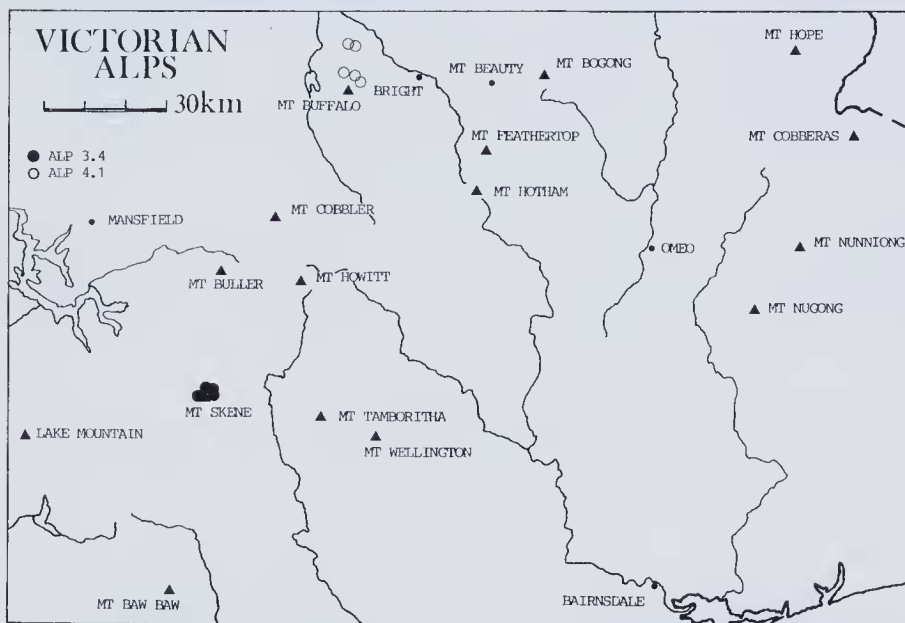 VICTORIAN
ALPS
30km
ALP 3.4
ALP 4.1
MT HOPE
MT BEAUTY
MT BOGONG
BRIGHT
MT BUFFALO
MT FEATHERTOP
MT COBBERAS
MT HOTHAM
MANSFIELD
MT COBBLER
OMEO
MT NUNNIONG
MT BULLER
MT HOWITT
MT NUGONG
MT SKENE
MT TAMBORITHA
LAKE MOUNTAIN
MT WELLINGTON
MT BAW BAW
BAIRNSDALE